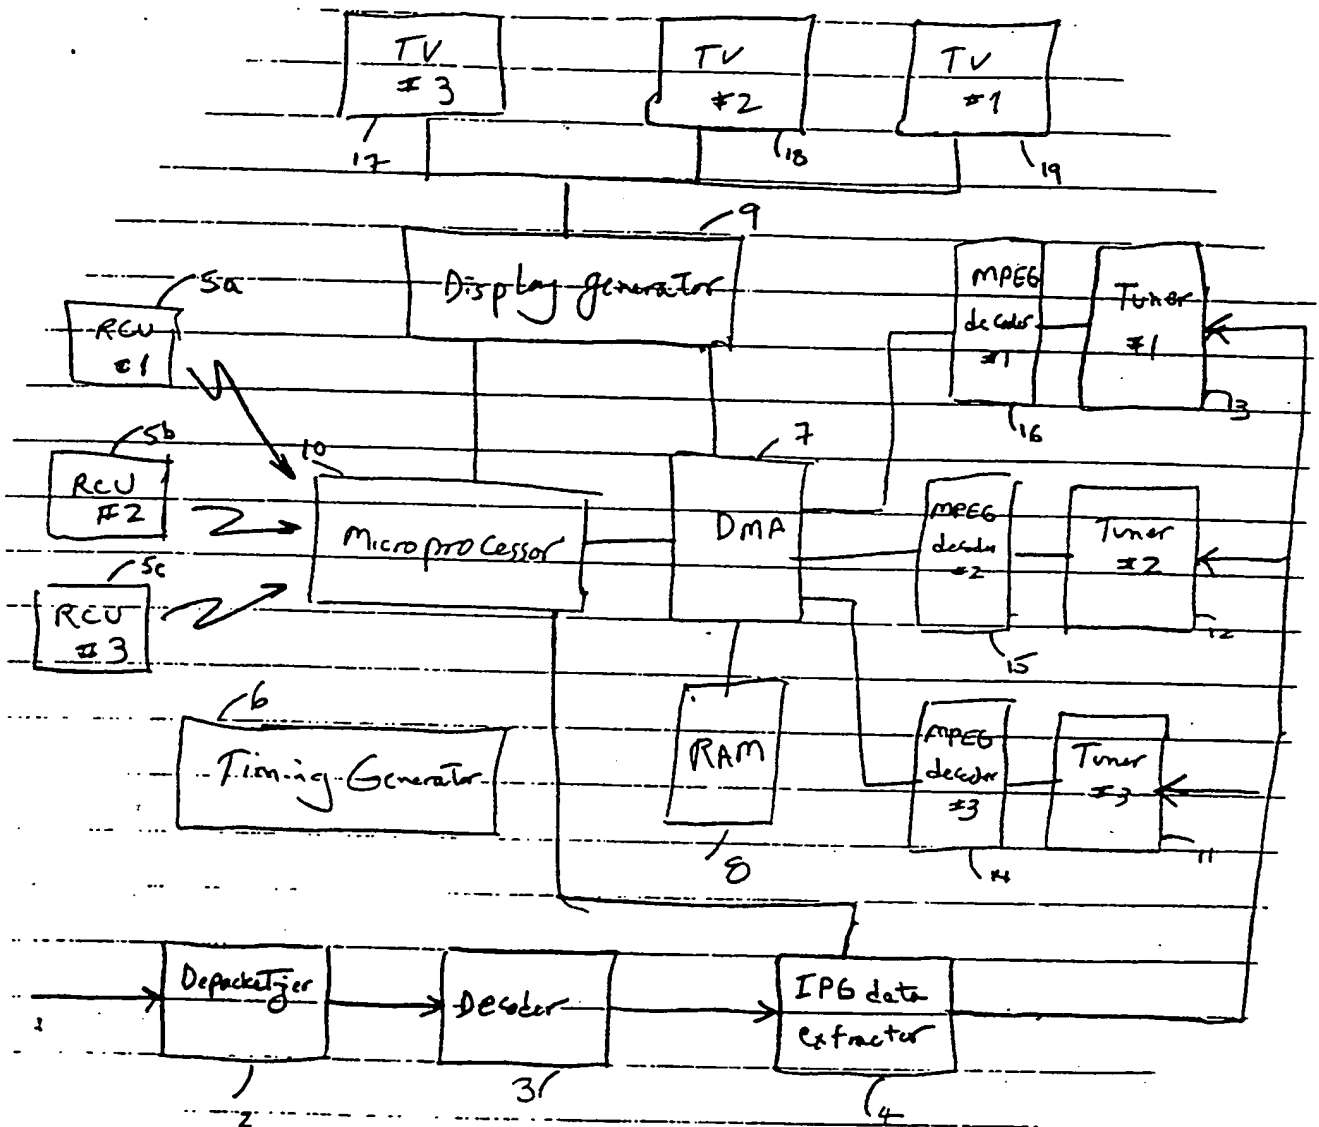 TV
#3
TV
#2
TV
#1
17
18
19
9
Display generator
5a
RCU
#1
MPEG
decoder
#1
Tuner
#1
16
13
5b
RCU
#2
10
Microprocessor
7
DMA
MPEG
decoder
#2
Tuner
#2
15
12
5c
RCU
#3
6
Timing Generator
RAM
8
MPEG
decoder
#3
Tuner
#3
14
11
Depacketizer
Decoder
IPG data
extractor
2
3
4